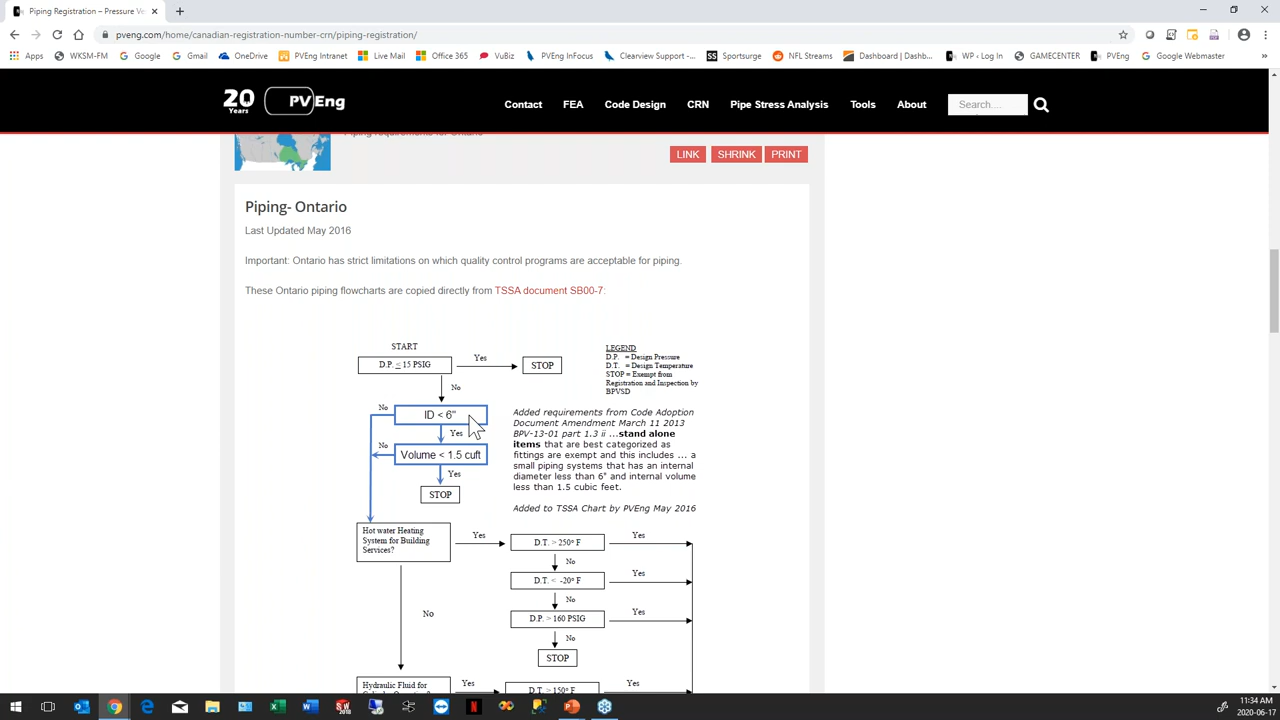 Piping Registration – Pressure Ve
pveng.com/home/canadian-registration-number-crn/piping-registration/
Apps
WKSM-FM
Google
Gmail
OneDrive
PVEng Intranet
Live Mail
Office 365
VuBiz
PVEng InFocus
Clearview Support -...
Sportsurge
NFL Streams
Dashboard | Dashb...
WP ‹ Log In
GAMECENTER
PVEng
Google Webmaster
20 Years
PVEng
Contact
FEA
Code Design
CRN
Pipe Stress Analysis
Tools
About
Search....
Piping requirements for Ontario
LINK
SHRINK
PRINT
Piping- Ontario
Last Updated May 2016
Important: Ontario has strict limitations on which quality control programs are acceptable for piping.
These Ontario piping flowcharts are copied directly from TSSA document SB00-7:
START
D.P. ≤ 15 PSIG
Yes
STOP
No
LEGEND
D.P. = Design Pressure
D.T. = Design Temperature
STOP = Exempt from
Registration and Inspection by
BPVSD
No
ID < 6"
Yes
No
Volume < 1.5 cuft
Yes
STOP
Added requirements from Code Adoption
Document Amendment March 11 2013
BPV-13-01 part 1.3 ii ...stand alone
items that are best categorized as
fittings are exempt and this includes ... a
small piping systems that has an internal
diameter less than 6" and internal volume
less than 1.5 cubic feet.
Added to TSSA Chart by PVEng May 2016
Hot water Heating
System for Building
Services?
Yes
D.T. > 250° F
Yes
No
D.T. < -20° F
Yes
No
D.P. > 160 PSIG
Yes
No
STOP
No
Hydraulic Fluid for
Yes
D.T. > 150° F
Yes
11:34 AM
2020-06-17